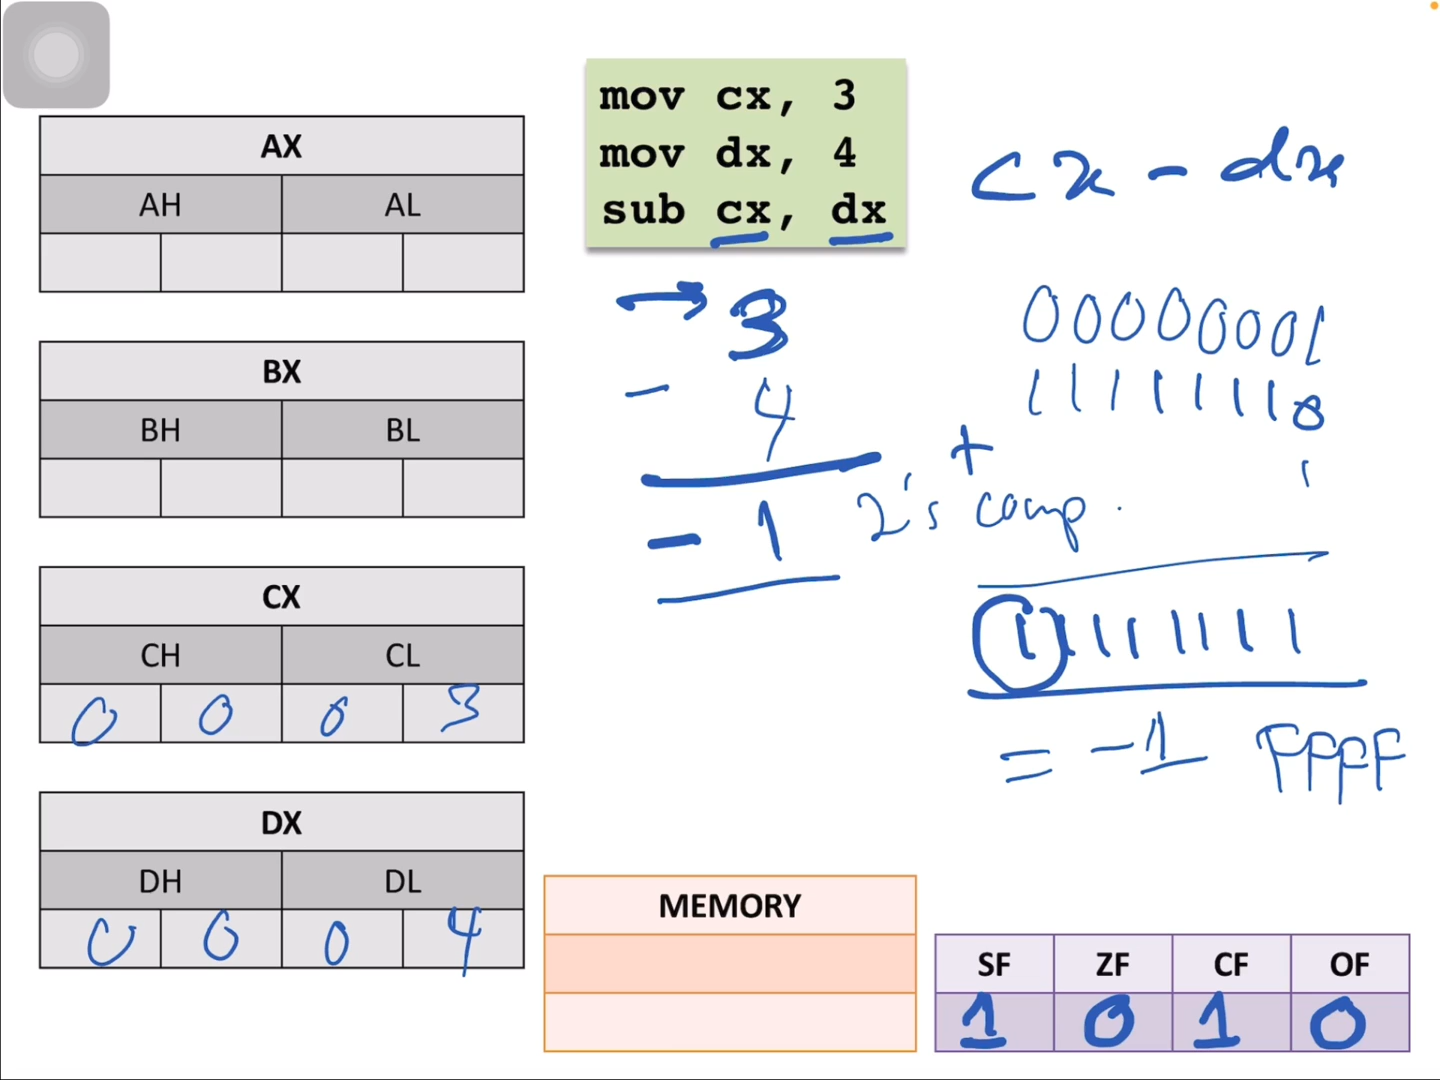 AX
AH AL
BX
BH BL
CX
CH CL
0 0 0 3
DX
DH DL
0 0 0 4
mov cx, 3
mov dx, 4
sub cx, dx
cx - dx
3
- 4
- 1
00000001
11111110
+ 1
2's comp.
11111111
= -1 FFFF
MEMORY
SF ZF CF OF
1 0 1 0